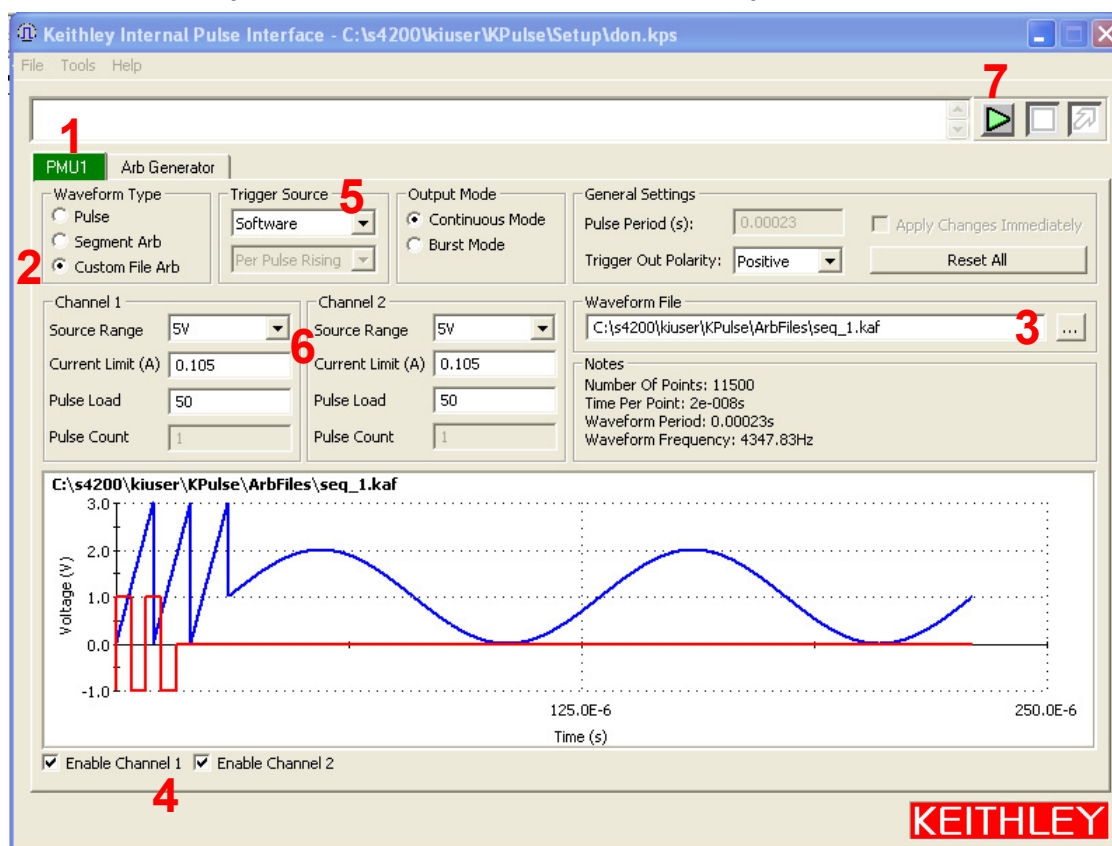 Keithley Internal Pulse Interface - C:\s4200\kiuser\KPulse\Setup\don.kps
File Tools Help
7
1
PMU1 Arb Generator
Waveform Type
Pulse
Segment Arb
2 Custom File Arb
Trigger Source 5
Software
Per Pulse Rising
Output Mode
Continuous Mode
Burst Mode
General Settings
Pulse Period (s): 0.00023 Apply Changes Immediately
Trigger Out Polarity: Positive Reset All
Channel 1
Source Range 5V
Current Limit (A) 0.105
Pulse Load 50
Pulse Count 1
6
Channel 2
Source Range 5V
Current Limit (A) 0.105
Pulse Load 50
Pulse Count 1
Waveform File
C:\s4200\kiuser\KPulse\ArbFiles\seq_1.kaf 3 ...
Notes
Number Of Points: 11500
Time Per Point: 2e-008s
Waveform Period: 0.00023s
Waveform Frequency: 4347.83Hz
C:\s4200\kiuser\KPulse\ArbFiles\seq_1.kaf
3.0
2.0
1.0
0.0
-1.0
Voltage (V)
125.0E-6 250.0E-6
Time (s)
Enable Channel 1 Enable Channel 2
4
KEITHLEY